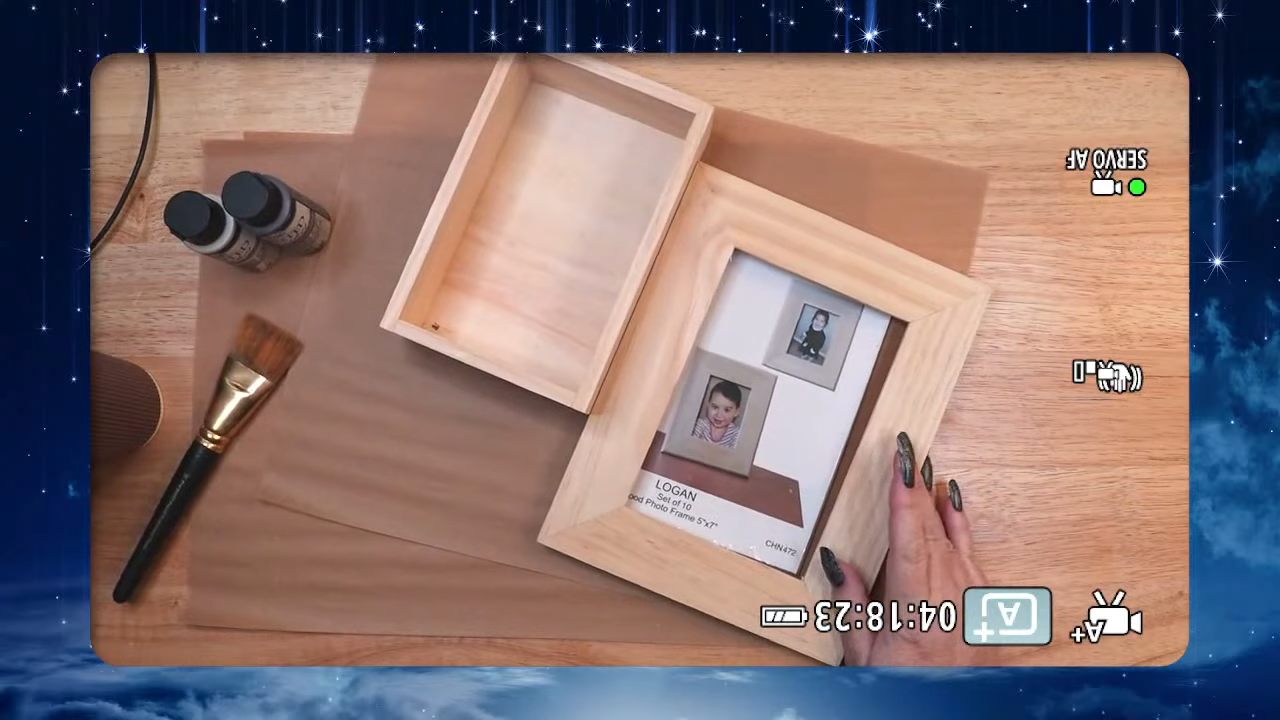 SERVO AF
LOGAN
Set of 10
ood Photo Frame 5"x7"
CHN472
04:18:23
A
A+